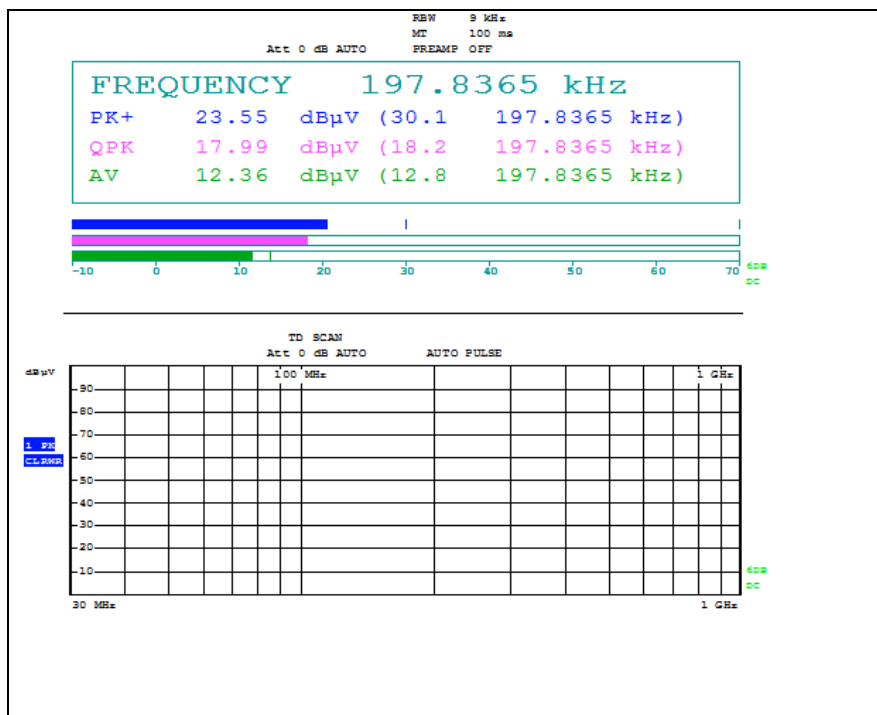 RBW 9 kHz
MT 100 ms
Att 0 dB AUTO PREAMP OFF
FREQUENCY 197.8365 kHz
PK+ 23.55 dBµV (30.1 197.8365 kHz)
QPK 17.99 dBµV (18.2 197.8365 kHz)
AV 12.36 dBµV (12.8 197.8365 kHz)
-10 0 10 20 30 40 50 60 70
6DB
DC
TD SCAN
Att 0 dB AUTO AUTO PULSE
dBµV
100 MHz 1 GHz
90
80
70
1 PK
CLRWR
60
50
40
30
20
10
6DB
DC
30 MHz 1 GHz